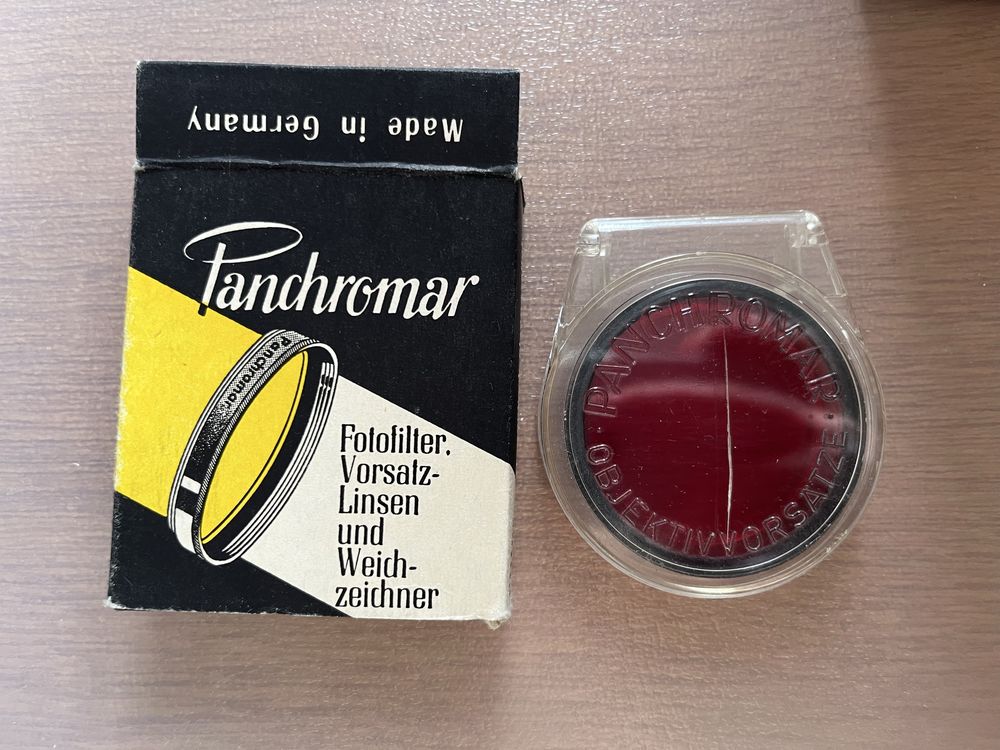 Made in Germany
Panchromar
Panchromar
Fotofilter,
Vorsatz-
Linsen
und
Weich-
zeichner
PANCHROMAR
· OBJEKTIVVORSÄTZE ·